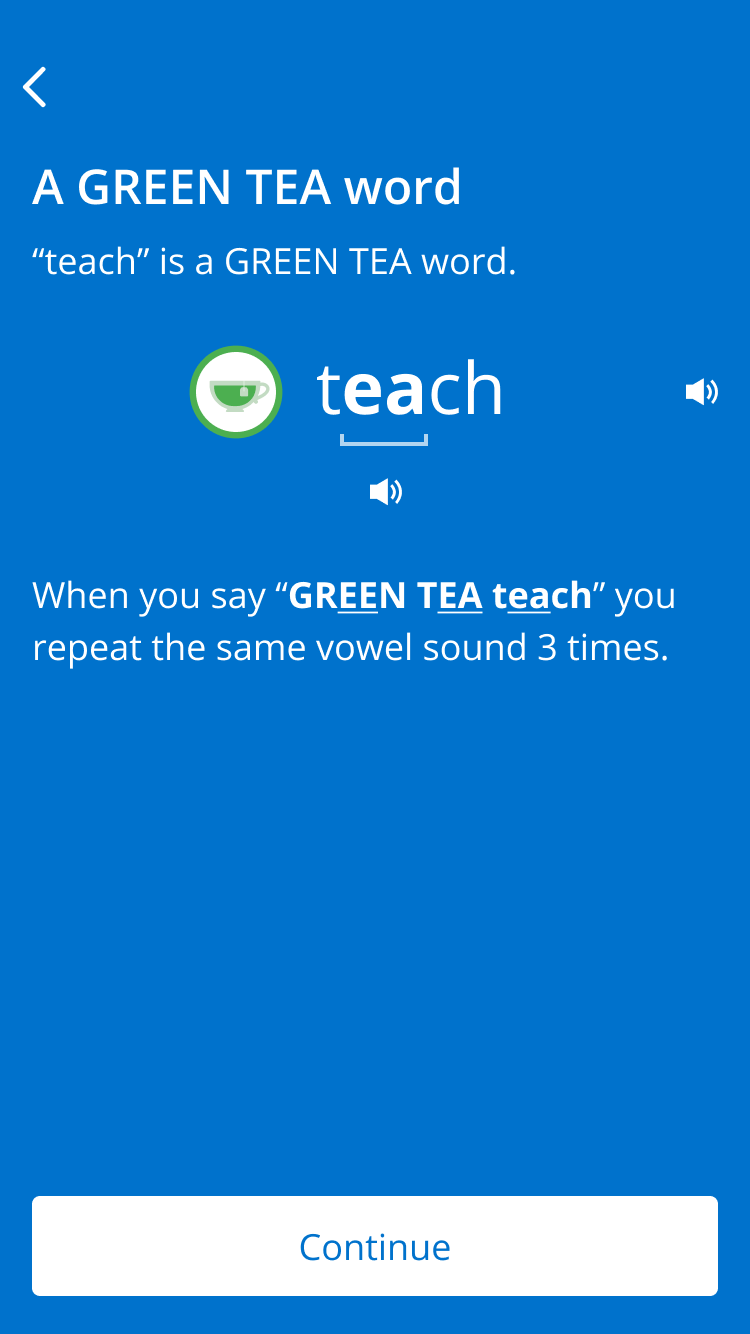 A GREEN TEA word
“teach” is a GREEN TEA word.
teach
When you say “GREEN TEA teach” you
repeat the same vowel sound 3 times.
Continue